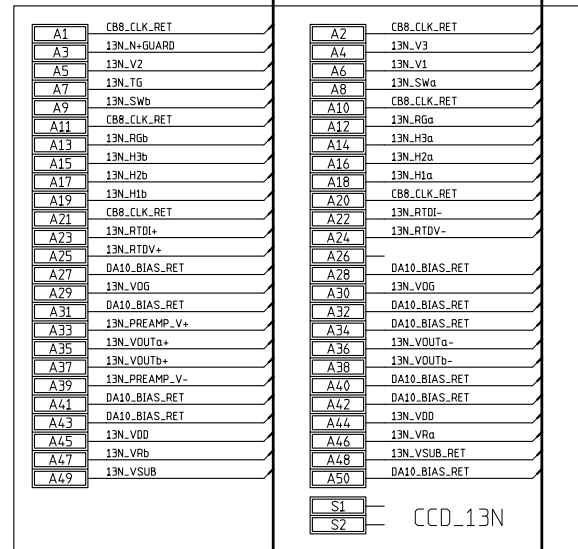 A1 CB8_CLK_RET
A3 13N_N+GUARD
A5 13N_V2
A7 13N_TG
A9 13N_SWb
A11 CB8_CLK_RET
A13 13N_RGb
A15 13N_H3b
A17 13N_H2b
A19 13N_H1b
A21 CB8_CLK_RET
A23 13N_RTDI+
A25 13N_RTDV+
A27 DA10_BIAS_RET
A29 13N_VOG
A31 DA10_BIAS_RET
A33 13N_PREAMP_V+
A35 13N_VOUTa+
A37 13N_VOUTb+
A39 13N_PREAMP_V-
A41 DA10_BIAS_RET
A43 DA10_BIAS_RET
A45 13N_VDD
A47 13N_VRb
A49 13N_VSUB
A2 CB8_CLK_RET
A4 13N_V3
A6 13N_V1
A8 13N_SWa
A10 CB8_CLK_RET
A12 13N_RGa
A14 13N_H3a
A16 13N_H2a
A18 13N_H1a
A20 CB8_CLK_RET
A22 13N_RTDI-
A24 13N_RTDV-
A26
A28 DA10_BIAS_RET
A30 13N_VOG
A32 DA10_BIAS_RET
A34 DA10_BIAS_RET
A36 13N_VOUTa-
A38 13N_VOUTb-
A40 DA10_BIAS_RET
A42 DA10_BIAS_RET
A44 13N_VDD
A46 13N_VRa
A48 13N_VSUB_RET
A50 DA10_BIAS_RET
S1
S2
CCD_13N